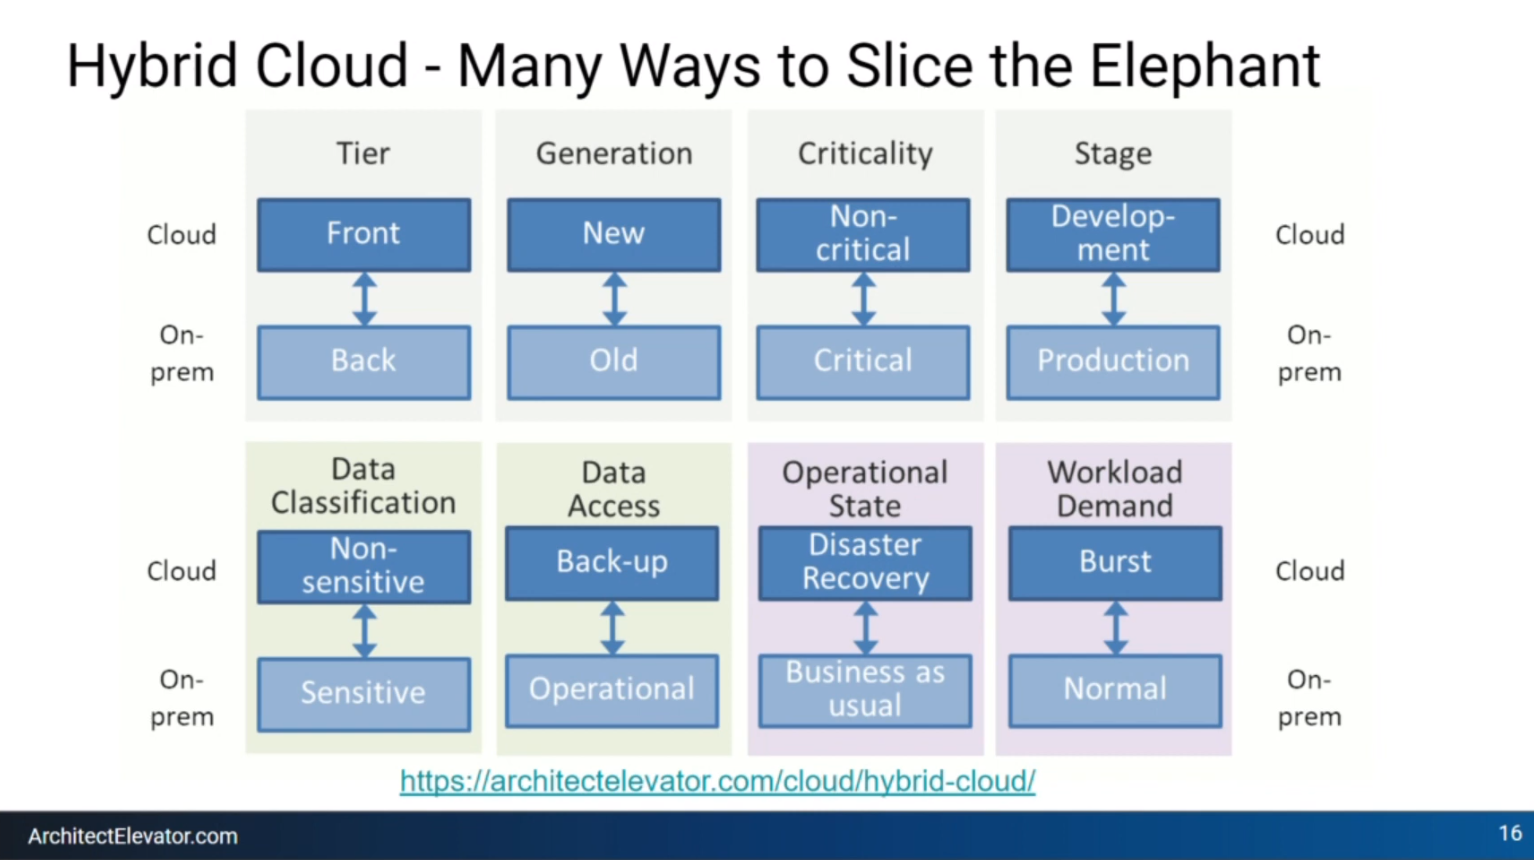 Hybrid Cloud - Many Ways to Slice the Elephant
Tier
Generation
Criticality
Stage
Cloud
Front
New
Non-
critical
Develop-
ment
Cloud
On-
prem
Back
Old
Critical
Production
On-
prem
Data
Classification
Data
Access
Operational
State
Workload
Demand
Cloud
Non-
sensitive
Back-up
Disaster
Recovery
Burst
Cloud
On-
prem
Sensitive
Operational
Business as
usual
Normal
On-
prem
https://architectelevator.com/cloud/hybrid-cloud/
ArchitectElevator.com
16